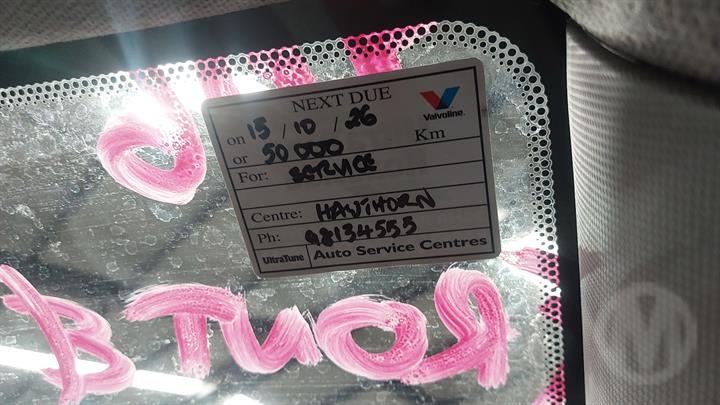 NEXT DUE
Valvoline
on 15 / 10 / 26
or 50 000 Km
For: SERVICE
Centre: HAWTHORN
Ph: 98134555
UltraTune Auto Service Centres